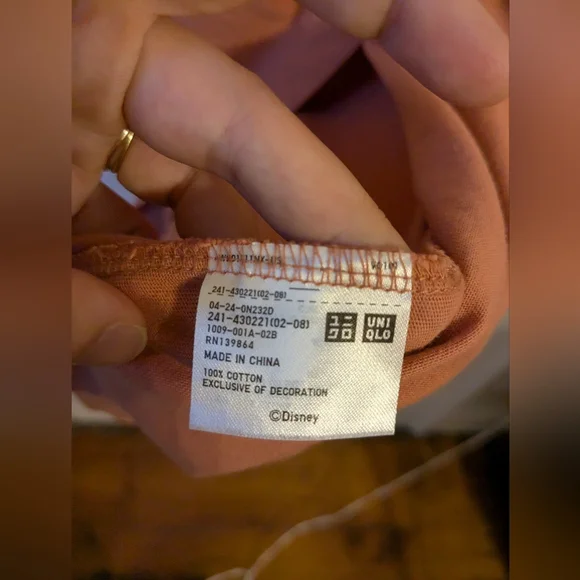 241-430221(02-08)
04-24-0N232D
241-430221(02-08)
1009-001A-02B
RN139864
MADE IN CHINA
100% COTTON
EXCLUSIVE OF DECORATION
©Disney
ユニ
クロ
UNI
QLO